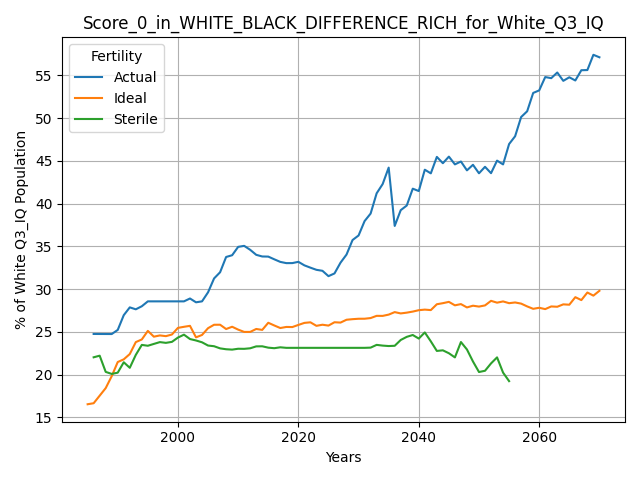 Score_0_in_WHITE_BLACK_DIFFERENCE_RICH_for_White_Q3_IQ
Fertility
Actual
Ideal
Sterile
% of White Q3_IQ Population
55
50
45
40
35
30
25
20
15
2000
2020
2040
2060
Years